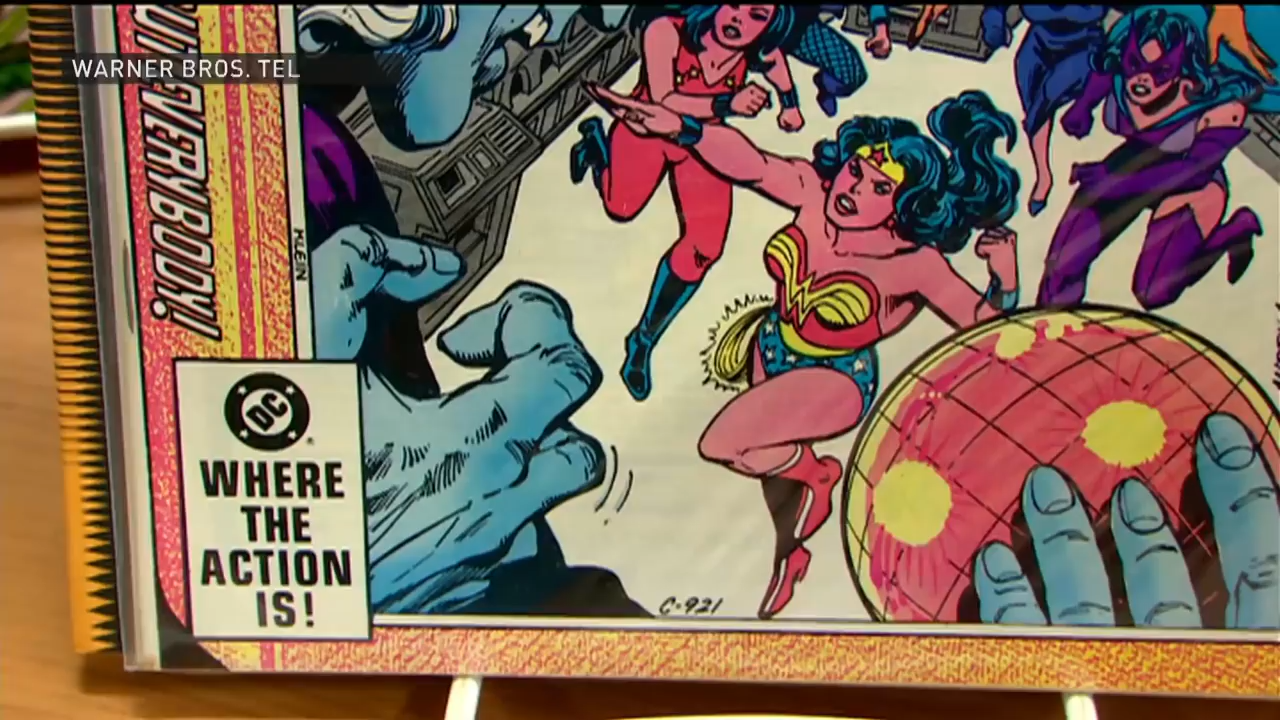 WARNER BROS. TEL
EVERYBODY!
KLEIN
DC
WHERE
THE
ACTION
IS!
C-921